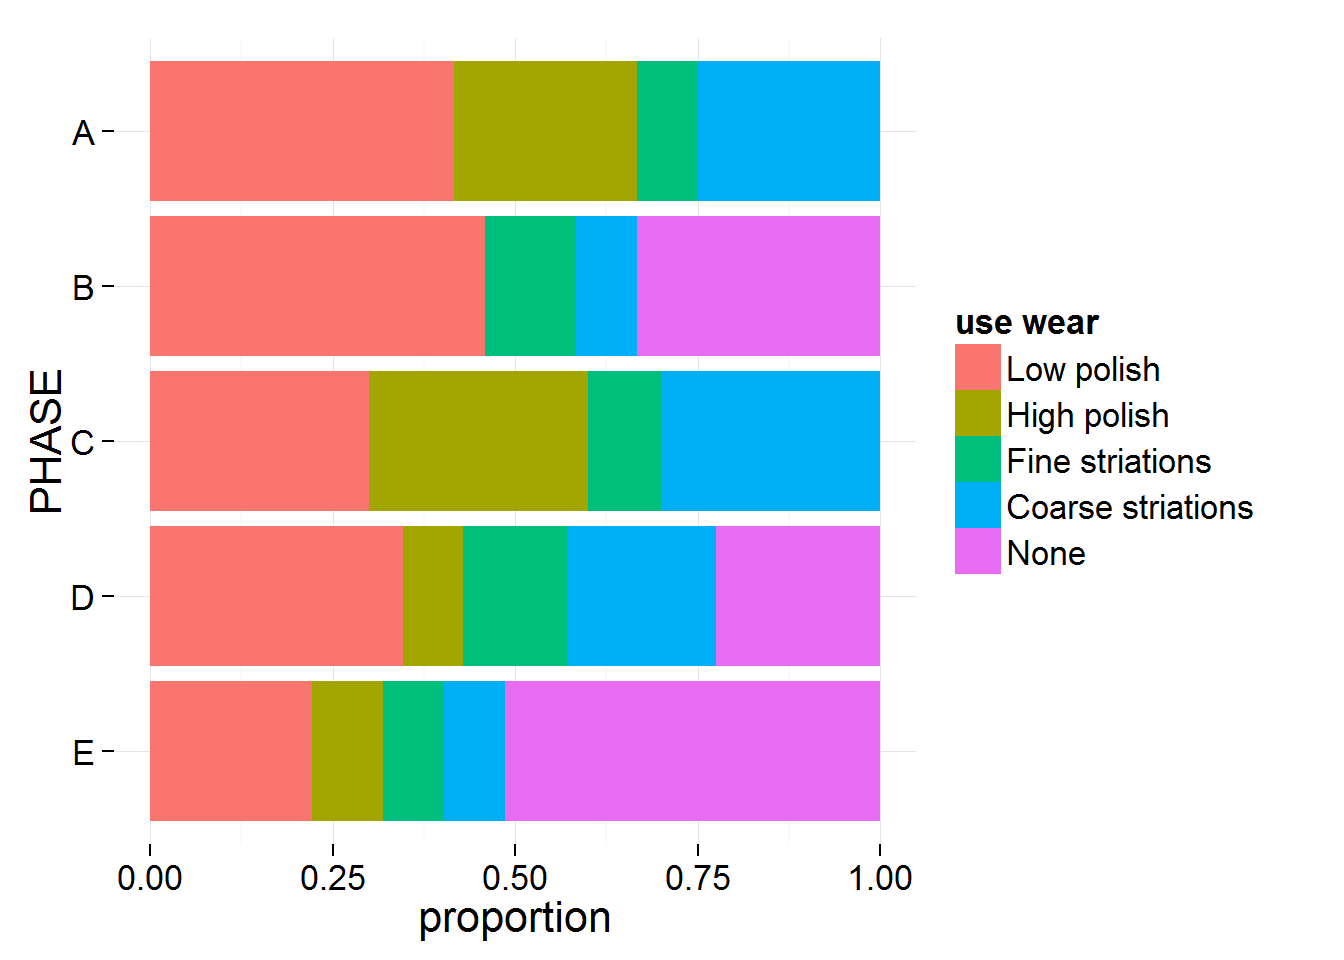 A
B
C
D
E
PHASE
0.00 0.25 0.50 0.75 1.00
proportion
use wear
Low polish
High polish
Fine striations
Coarse striations
None